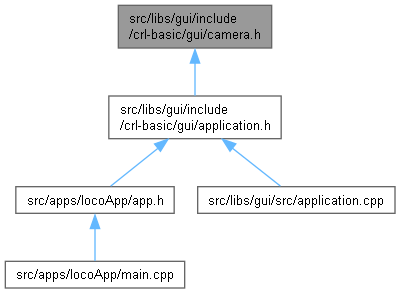 src/libs/gui/include
/crl-basic/gui/camera.h
src/libs/gui/include
/crl-basic/gui/application.h
src/apps/locoApp/app.h
src/libs/gui/src/application.cpp
src/apps/locoApp/main.cpp